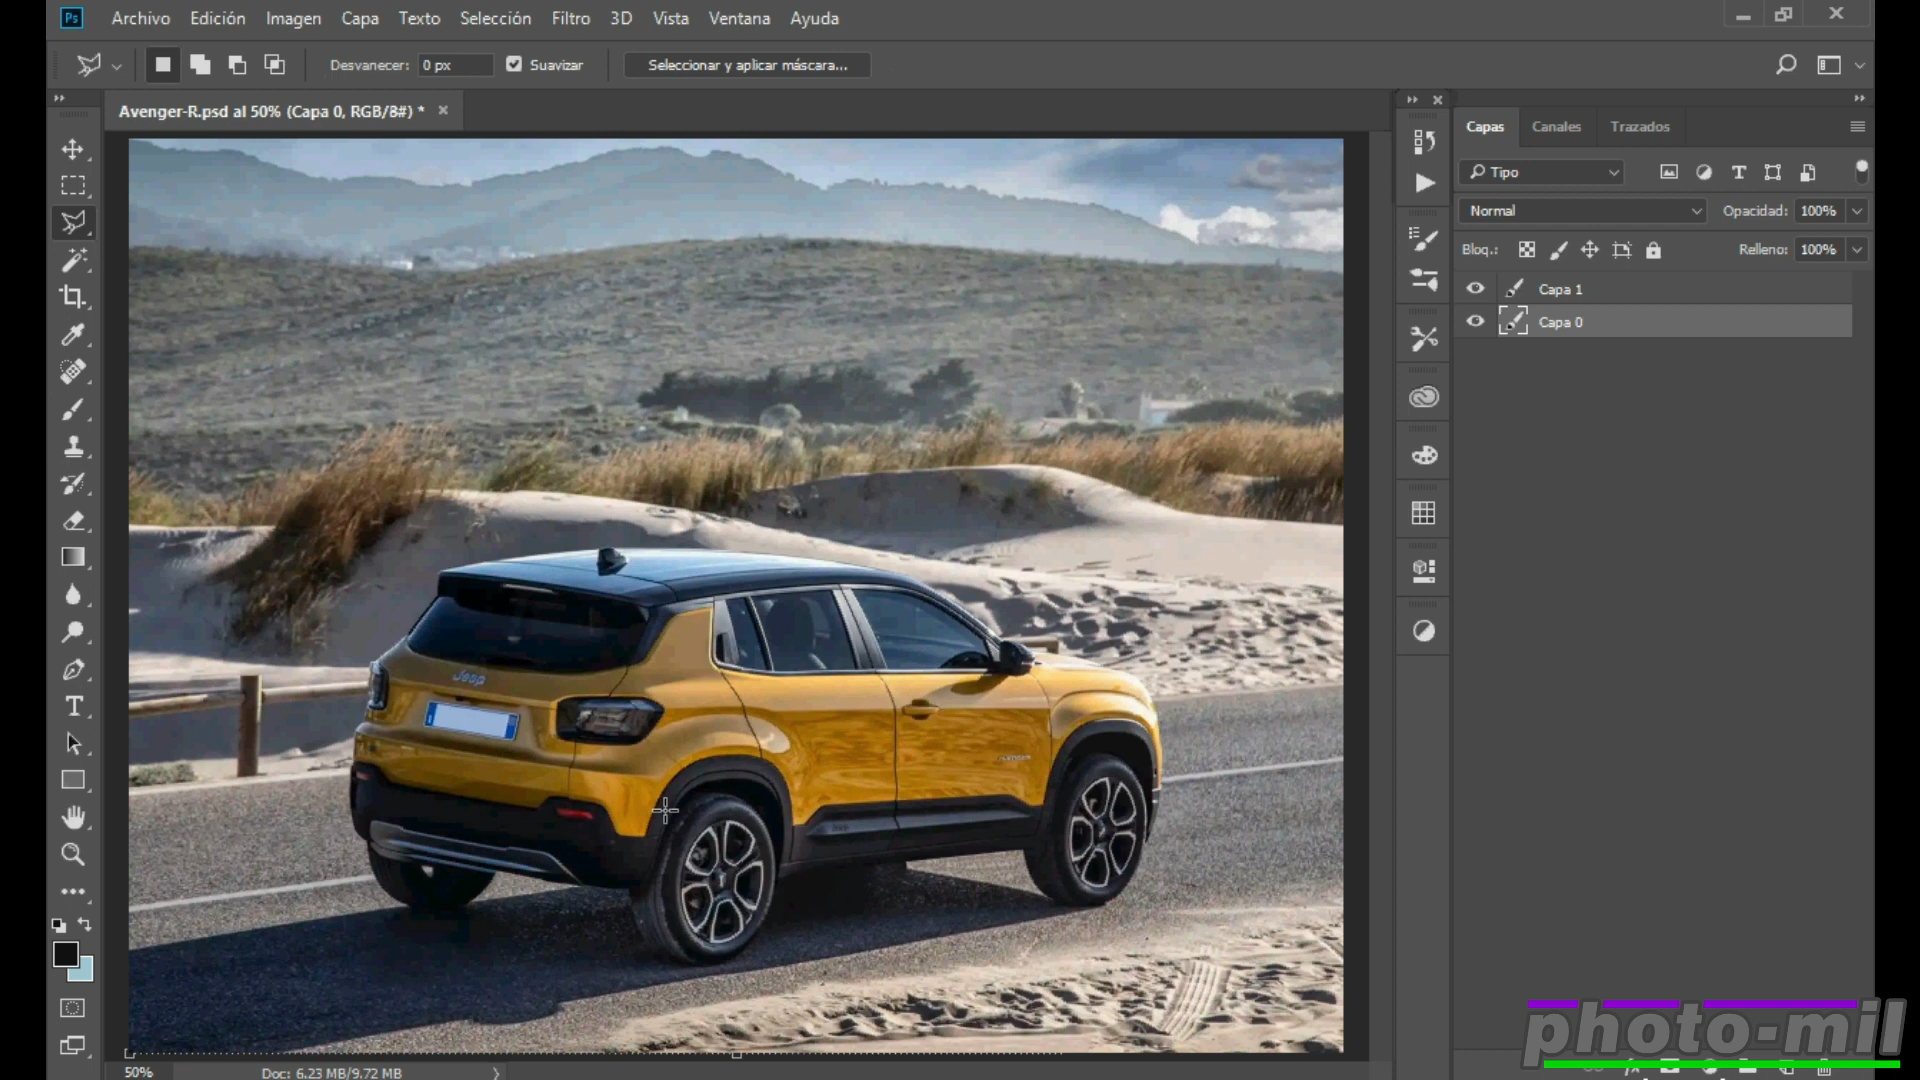 Ps Archivo Edición Imagen Capa Texto Selección Filtro 3D Vista Ventana Ayuda
Desvanecer: 0 px Suavizar Seleccionar y aplicar máscara...
Avenger-R.psd al 50% (Capa 0, RGB/8#) *
Capas Canales Trazados
Tipo
Normal Opacidad: 100%
Bloq.: Relleno: 100%
Capa 1
Capa 0
Jeep
photo-mil
50% Doc: 6.23 MB/9.72 MB